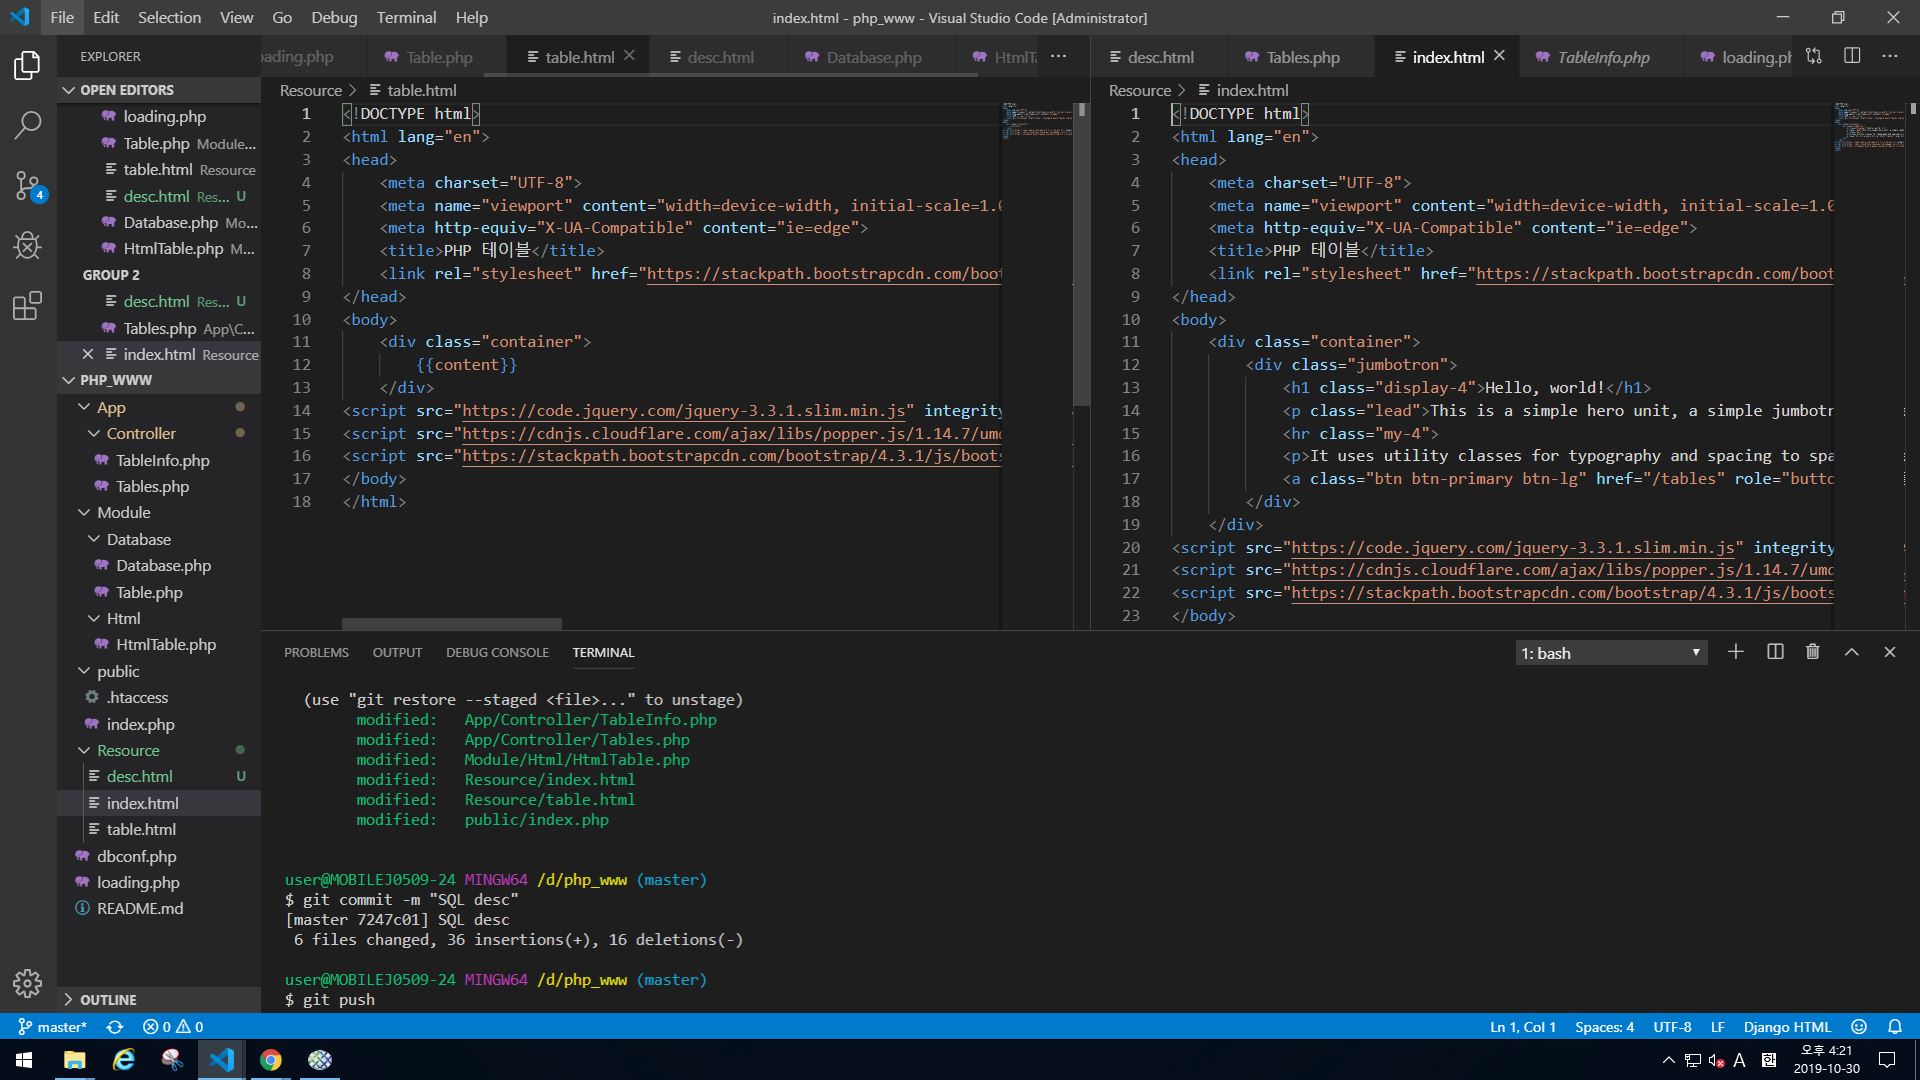 File Edit Selection View Go Debug Terminal Help
index.html - php_www - Visual Studio Code [Administrator]
EXPLORER
OPEN EDITORS
loading.php
Table.php Module...
table.html Resource
desc.html Res... U
Database.php Mo...
HtmlTable.php M...
GROUP 2
desc.html Res... U
Tables.php App\C...
index.html Resource
PHP_WWW
App
Controller
TableInfo.php
Tables.php
Module
Database
Database.php
Table.php
Html
HtmlTable.php
public
.htaccess
index.php
Resource
desc.html U
index.html
table.html
dbconf.php
loading.php
README.md
OUTLINE
4
oading.php Table.php table.html desc.html Database.php HtmlTa
Resource > table.html
1 <!DOCTYPE html>
2 <html lang="en">
3 <head>
4 <meta charset="UTF-8">
5 <meta name="viewport" content="width=device-width, initial-scale=1.0
6 <meta http-equiv="X-UA-Compatible" content="ie=edge">
7 <title>PHP 테이블</title>
8 <link rel="stylesheet" href="https://stackpath.bootstrapcdn.com/boot
9 </head>
10 <body>
11 <div class="container">
12 {{content}}
13 </div>
14 <script src="https://code.jquery.com/jquery-3.3.1.slim.min.js" integrity
15 <script src="https://cdnjs.cloudflare.com/ajax/libs/popper.js/1.14.7/umd
16 <script src="https://stackpath.bootstrapcdn.com/bootstrap/4.3.1/js/boots
17 </body>
18 </html>
desc.html Tables.php index.html TableInfo.php loading.ph
Resource > index.html
1 <!DOCTYPE html>
2 <html lang="en">
3 <head>
4 <meta charset="UTF-8">
5 <meta name="viewport" content="width=device-width, initial-scale=1.0
6 <meta http-equiv="X-UA-Compatible" content="ie=edge">
7 <title>PHP 테이블</title>
8 <link rel="stylesheet" href="https://stackpath.bootstrapcdn.com/boot
9 </head>
10 <body>
11 <div class="container">
12 <div class="jumbotron">
13 <h1 class="display-4">Hello, world!</h1>
14 <p class="lead">This is a simple hero unit, a simple jumbotr
15 <hr class="my-4">
16 <p>It uses utility classes for typography and spacing to spa
17 <a class="btn btn-primary btn-lg" href="/tables" role="butto
18 </div>
19 </div>
20 <script src="https://code.jquery.com/jquery-3.3.1.slim.min.js" integrity
21 <script src="https://cdnjs.cloudflare.com/ajax/libs/popper.js/1.14.7/umd
22 <script src="https://stackpath.bootstrapcdn.com/bootstrap/4.3.1/js/boots
23 </body>
PROBLEMS OUTPUT DEBUG CONSOLE TERMINAL
1: bash
(use "git restore --staged <file>..." to unstage)
modified: App/Controller/TableInfo.php
modified: App/Controller/Tables.php
modified: Module/Html/HtmlTable.php
modified: Resource/index.html
modified: Resource/table.html
modified: public/index.php
user@MOBILEJ0509-24 MINGW64 /d/php_www (master)
$ git commit -m "SQL desc"
[master 7247c01] SQL desc
6 files changed, 36 insertions(+), 16 deletions(-)
user@MOBILEJ0509-24 MINGW64 /d/php_www (master)
$ git push
master* 0 0
Ln 1, Col 1 Spaces: 4 UTF-8 LF Django HTML
A 한
오후 4:21
2019-10-30